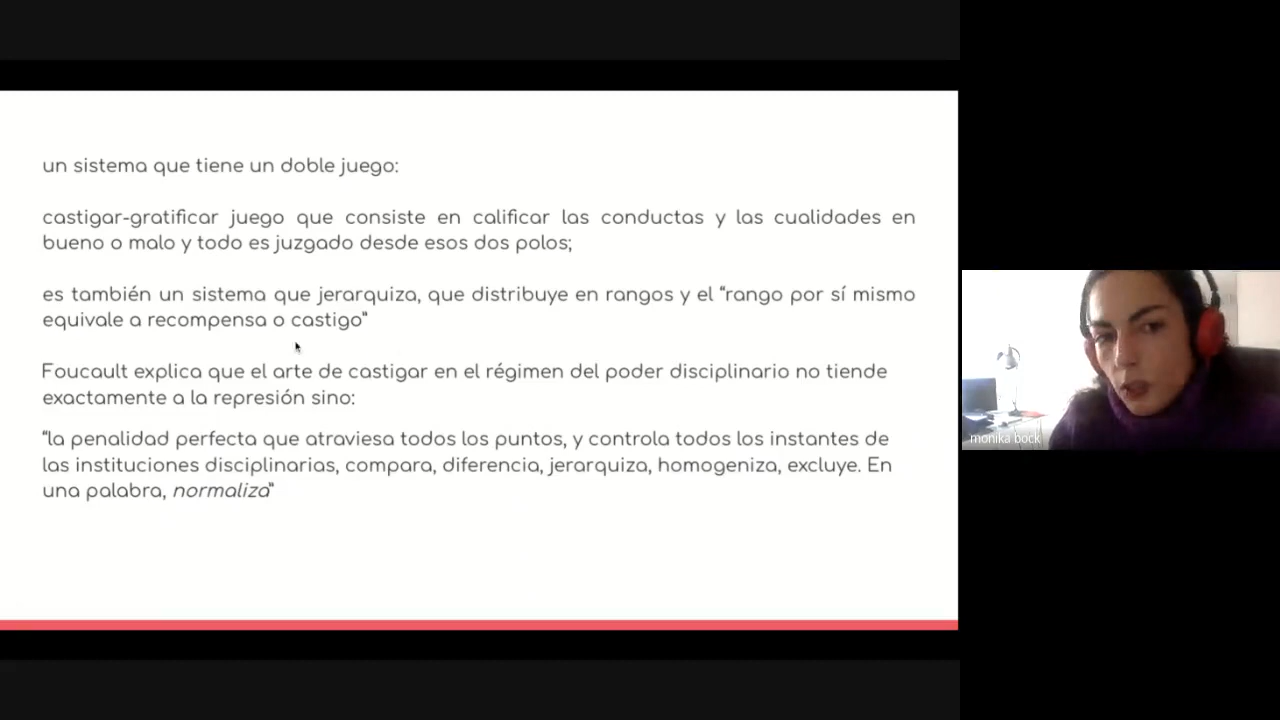 un sistema que tiene un doble juego:
castigar-gratificar juego que consiste en calificar las conductas y las cualidades en
bueno o malo y todo es juzgado desde esos dos polos;
es también un sistema que jerarquiza, que distribuye en rangos y el “rango por sí mismo
equivale a recompensa o castigo”
Foucault explica que el arte de castigar en el régimen del poder disciplinario no tiende
exactamente a la represión sino:
“la penalidad perfecta que atraviesa todos los puntos, y controla todos los instantes de
las instituciones disciplinarias, compara, diferencia, jerarquiza, homogeniza, excluye. En
una palabra, normaliza”
monika bock